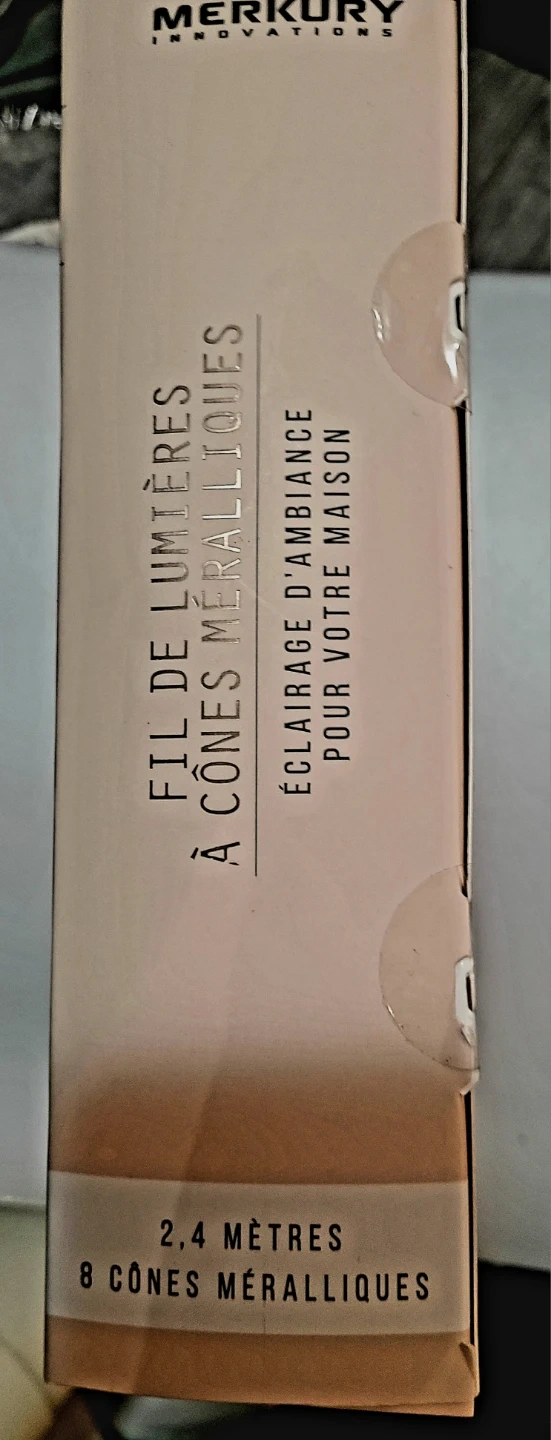 MERKURY
INNOVATIONS
FIL DE LUMIÈRES
À CÔNES MÉRALLIQUES
ÉCLAIRAGE D'AMBIANCE
POUR VOTRE MAISON
2,4 MÈTRES
8 CÔNES MÉRALLIQUES